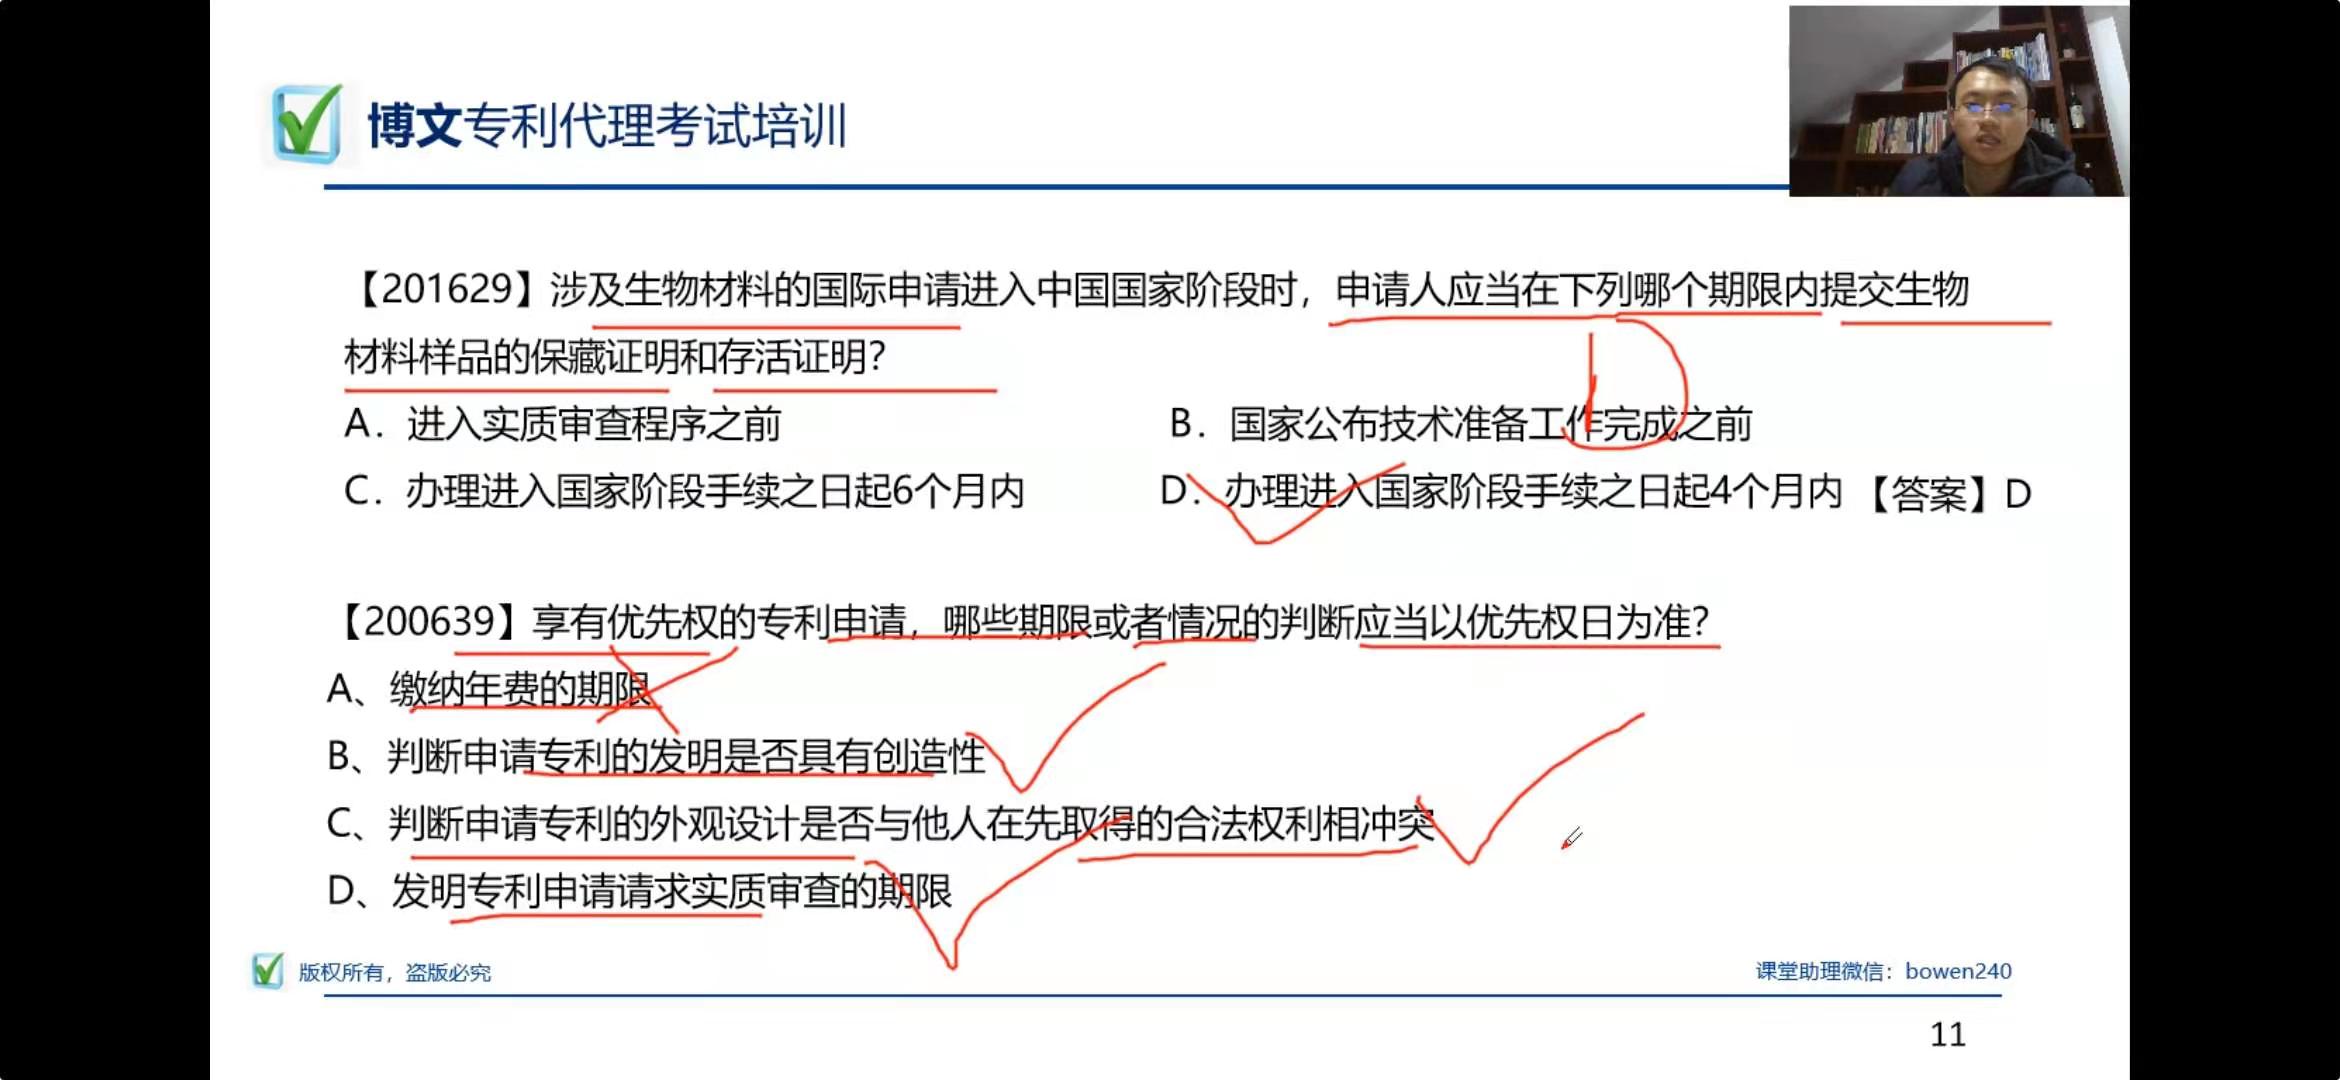 博文专利代理考试培训
【201629】涉及生物材料的国际申请进入中国国家阶段时，申请人应当在下列哪个期限内提交生物
材料样品的保藏证明和存活证明？
A．进入实质审查程序之前
B．国家公布技术准备工作完成之前
C．办理进入国家阶段手续之日起6个月内
D．办理进入国家阶段手续之日起4个月内 【答案】D
D
【200639】享有优先权的专利申请，哪些期限或者情况的判断应当以优先权日为准？
A、缴纳年费的期限
B、判断申请专利的发明是否具有创造性
C、判断申请专利的外观设计是否与他人在先取得的合法权利相冲突
D、发明专利申请请求实质审查的期限
版权所有，盗版必究
课堂助理微信：bowen240
11